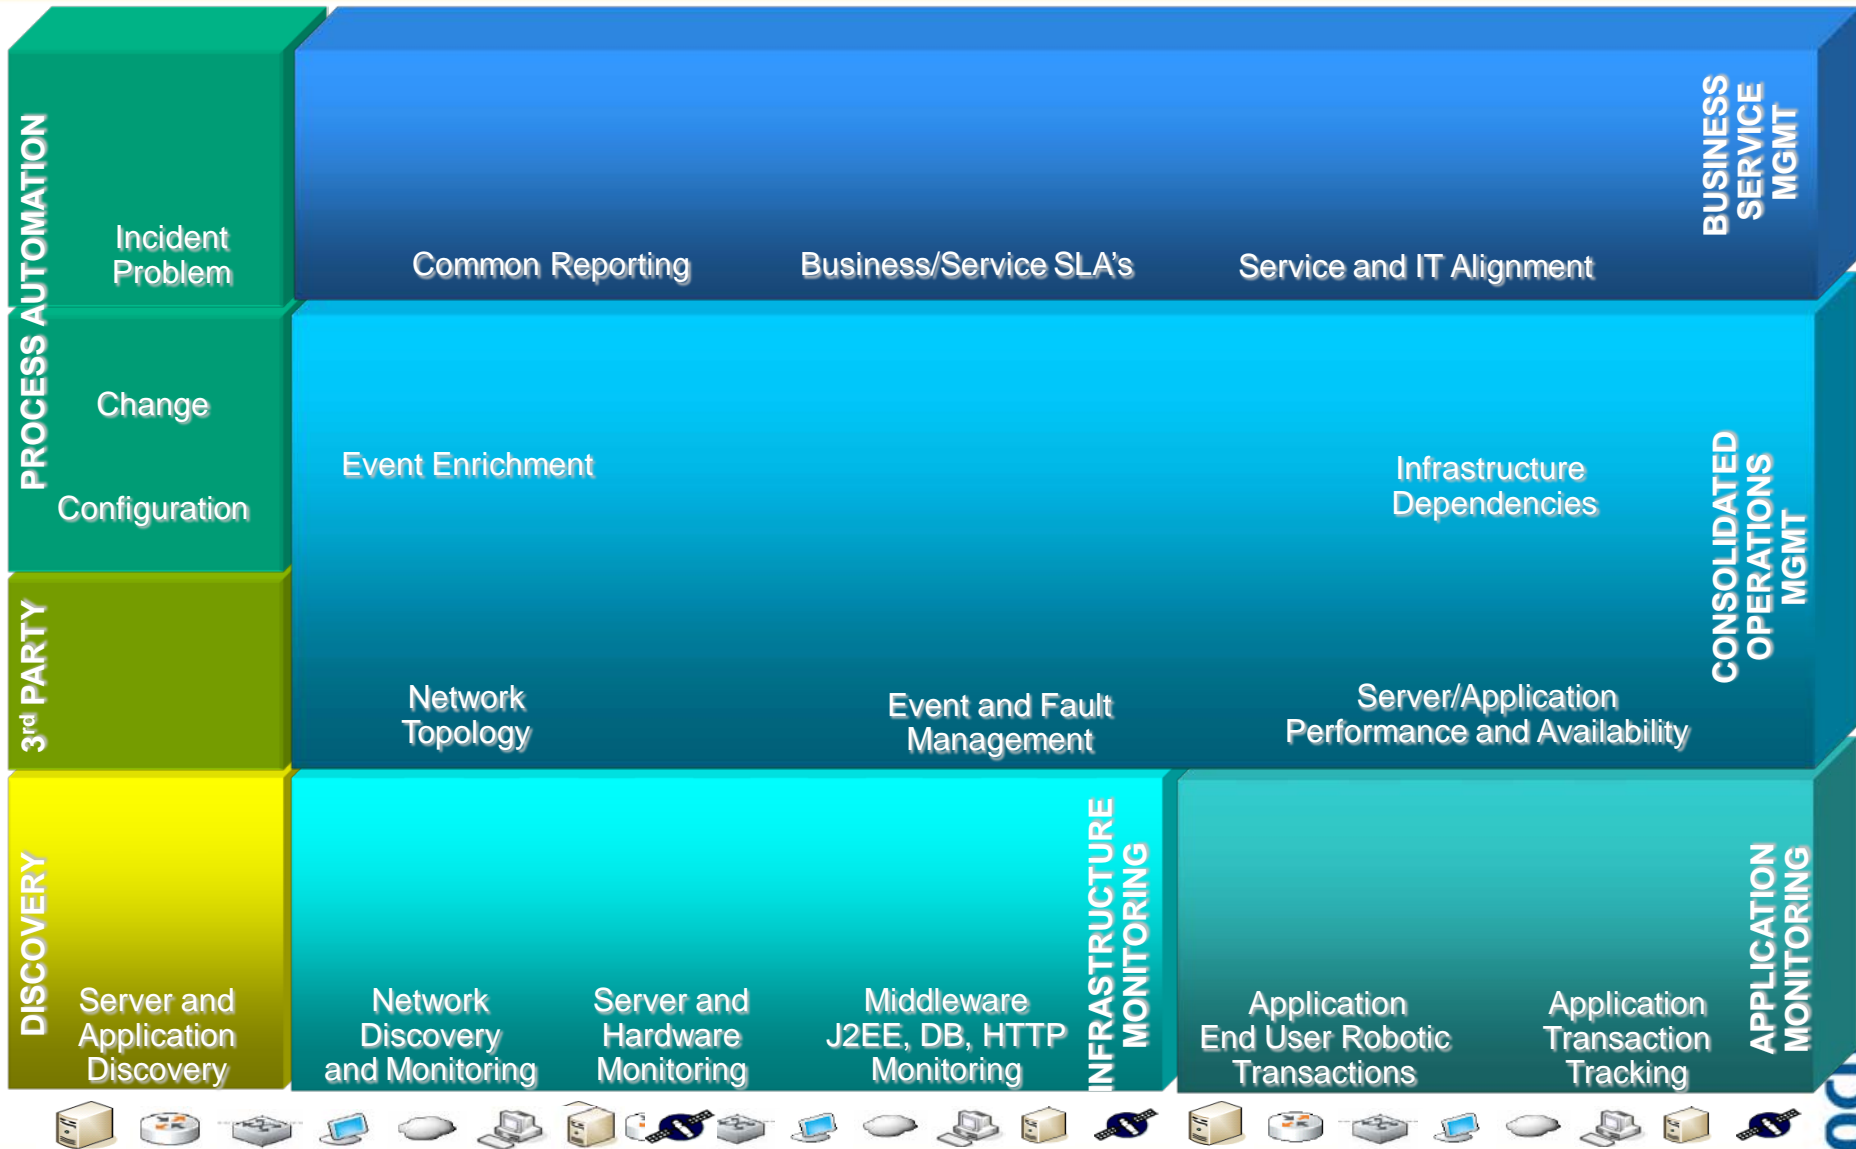 PROCESS AUTOMATION
Incident
Problem
Change
Configuration
3rd PARTY
DISCOVERY
Server and
Application
Discovery
BUSINESS
SERVICE
MGMT
Common Reporting
Business/Service SLA's
Service and IT Alignment
CONSOLIDATED
OPERATIONS
MGMT
Event Enrichment
Infrastructure
Dependencies
Network
Topology
Event and Fault
Management
Server/Application
Performance and Availability
INFRASTRUCTURE
MONITORING
Network
Discovery
and Monitoring
Server and
Hardware
Monitoring
Middleware
J2EE, DB, HTTP
Monitoring
APPLICATION
MONITORING
Application
End User Robotic
Transactions
Application
Transaction
Tracking